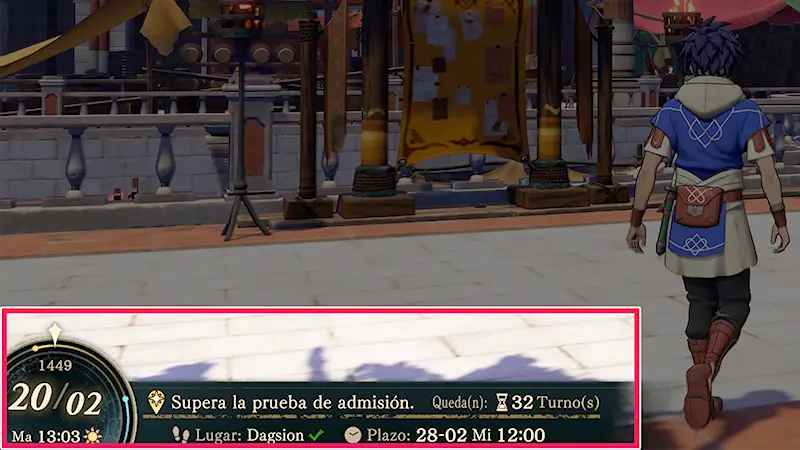 1449
20/02
Ma 13:03
Supera la prueba de admisión. Queda(n): 32 Turno(s)
Lugar: Dagsion Plazo: 28-02 Mi 12:00